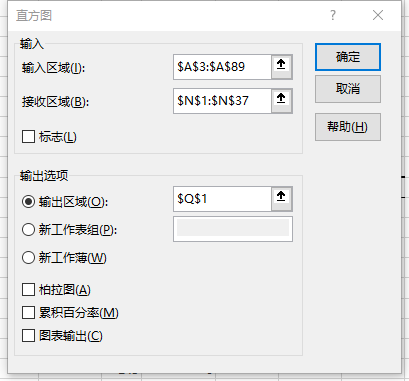 直方图
?
输入
输入区域(I):
$A$3:$A$89
接收区域(B):
$N$1:$N$37
标志(L)
确定
取消
帮助(H)
输出选项
输出区域(O):
$Q$1
新工作表组(P):
新工作薄(W)
柏拉图(A)
累积百分率(M)
图表输出(C)